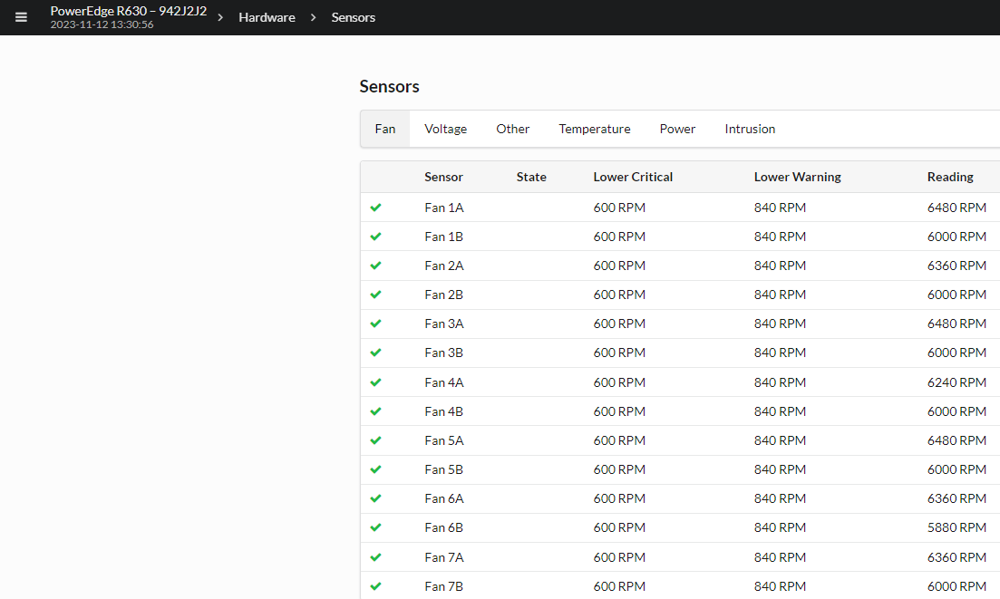 PowerEdge R630 – 942J2J2
2023-11-12 13:30:56
Hardware
Sensors
Sensors
Fan Voltage Other Temperature Power Intrusion
Sensor State Lower Critical Lower Warning Reading
Fan 1A 600 RPM 840 RPM 6480 RPM
Fan 1B 600 RPM 840 RPM 6000 RPM
Fan 2A 600 RPM 840 RPM 6360 RPM
Fan 2B 600 RPM 840 RPM 6000 RPM
Fan 3A 600 RPM 840 RPM 6480 RPM
Fan 3B 600 RPM 840 RPM 6000 RPM
Fan 4A 600 RPM 840 RPM 6240 RPM
Fan 4B 600 RPM 840 RPM 6000 RPM
Fan 5A 600 RPM 840 RPM 6480 RPM
Fan 5B 600 RPM 840 RPM 6000 RPM
Fan 6A 600 RPM 840 RPM 6360 RPM
Fan 6B 600 RPM 840 RPM 5880 RPM
Fan 7A 600 RPM 840 RPM 6360 RPM
Fan 7B 600 RPM 840 RPM 6000 RPM